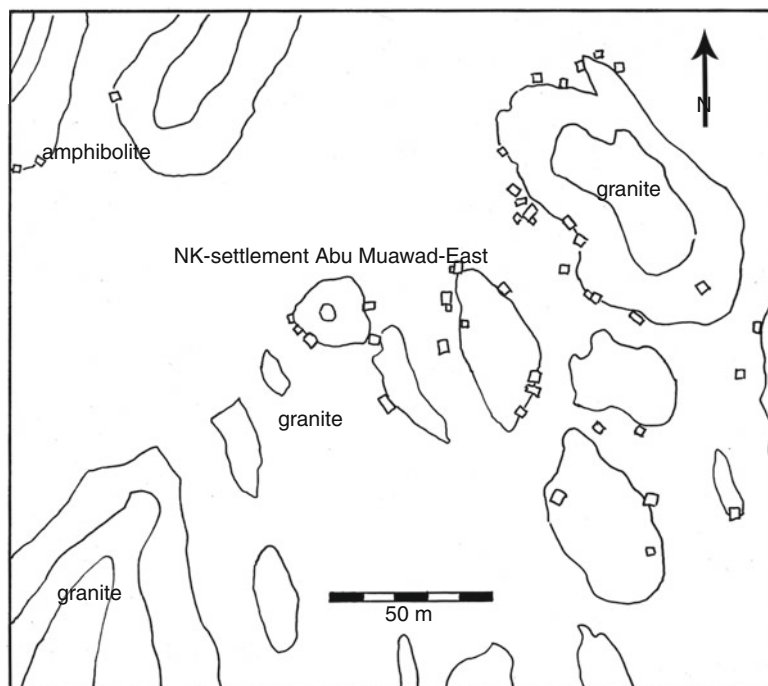 N
amphibolite
granite
NK-settlement Abu Muawad-East
granite
granite
50 m